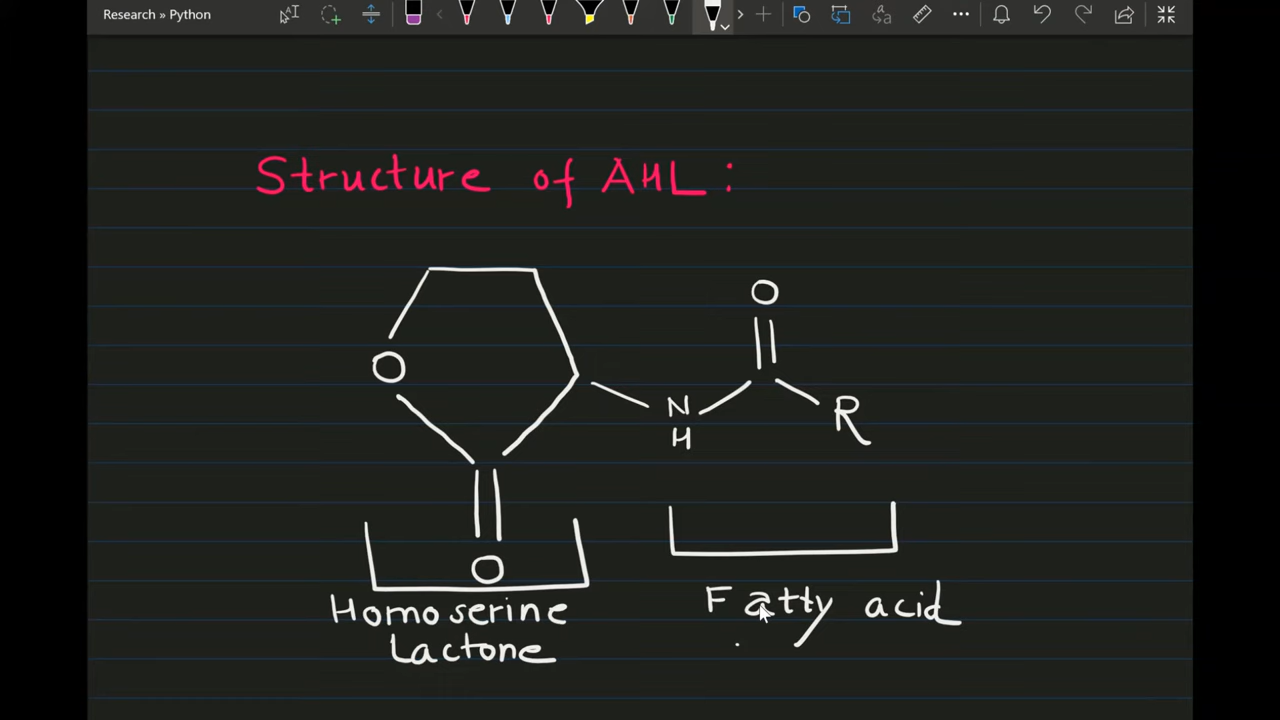 Research » Python
Structure of AHL:
O
O
N
H
R
O
Homoserine
Lactone
Fatty acid